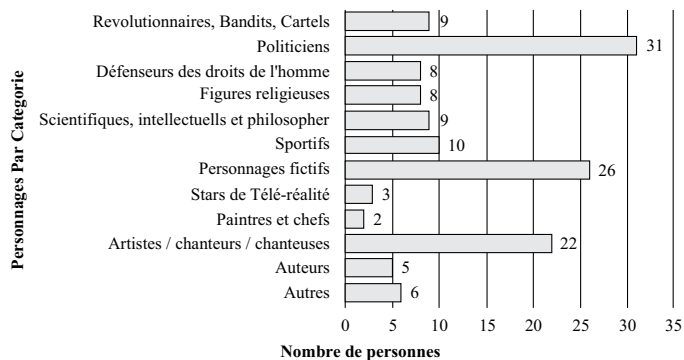 Revolutionnaires, Bandits, Cartels 9
Politiciens 31
Défenseurs des droits de l'homme 8
Figures religieuses 8
Scientifiques, intellectuells et philosopher 9
Sportifs 10
Personnages fictifs 26
Stars de Télé-réalité 3
Paintres et chefs 2
Artistes / chanteurs / chanteuses 22
Auteurs 5
Autres 6
0 5 10 15 20 25 30 35
Nombre de personnes
Personnages Par Categorie